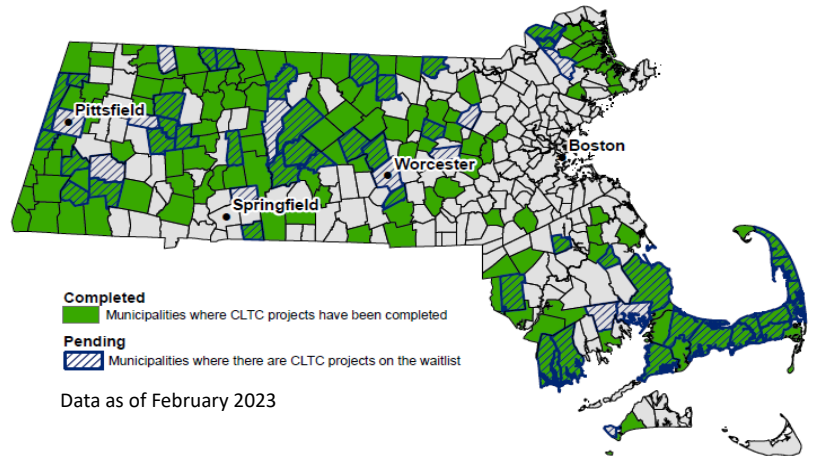 Pittsfield
Boston
Worcester
Springfield
Completed
Municipalities where CLTC projects have been completed
Pending
Municipalities where there are CLTC projects on the waitlist
Data as of February 2023